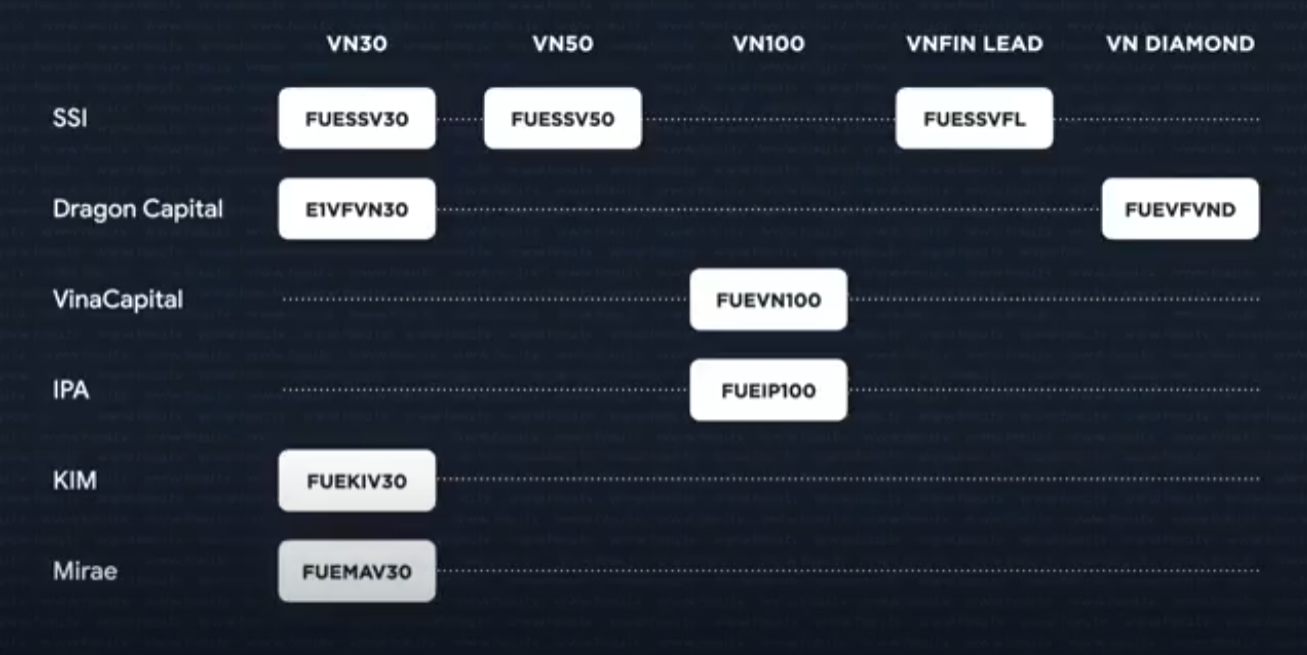 VN30 VN50 VN100 VNFIN LEAD VN DIAMOND
SSI FUESSV30 FUESSV50 FUESSVFL
Dragon Capital E1VFVN30 FUEVFVND
VinaCapital FUEVN100
IPA FUEIP100
KIM FUEKIV30
Mirae FUEMAV30